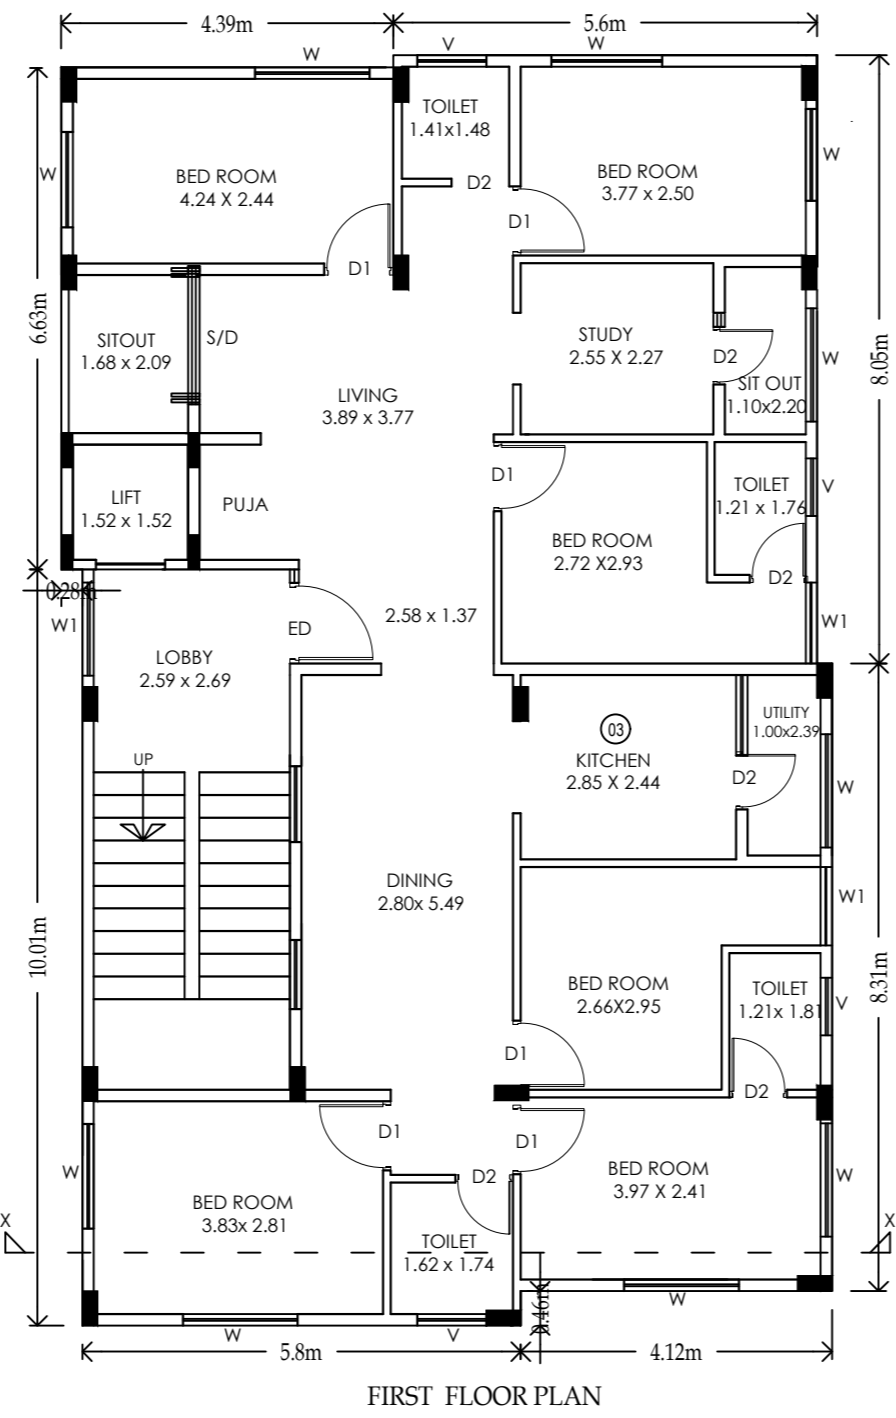 4.39m
5.6m
W
V
W
TOILET
1.41x1.48
BED ROOM
4.24 X 2.44
BED ROOM
3.77 x 2.50
W
W
D2
D1
D1
6.63m
8.05m
SITOUT
1.68 x 2.09
S/D
STUDY
2.55 X 2.27
D2
W
SIT OUT
1.10x2.20
LIVING
3.89 x 3.77
D1
LIFT
1.52 x 1.52
PUJA
TOILET
1.21 x 1.76
V
BED ROOM
2.72 X2.93
D2
0.28m
W1
ED
2.58 x 1.37
W1
LOBBY
2.59 x 2.69
UTILITY
1.00x2.39
03
KITCHEN
2.85 X 2.44
D2
W
UP
DINING
2.80x 5.49
W1
10.01m
8.31m
BED ROOM
2.66X2.95
TOILET
1.21x 1.81
V
D1
D2
D1
D1
W
BED ROOM
3.83x 2.81
D2
BED ROOM
3.97 X 2.41
W
X
X
TOILET
1.62 x 1.74
0.46m
W
W
V
5.8m
4.12m
FIRST FLOOR PLAN